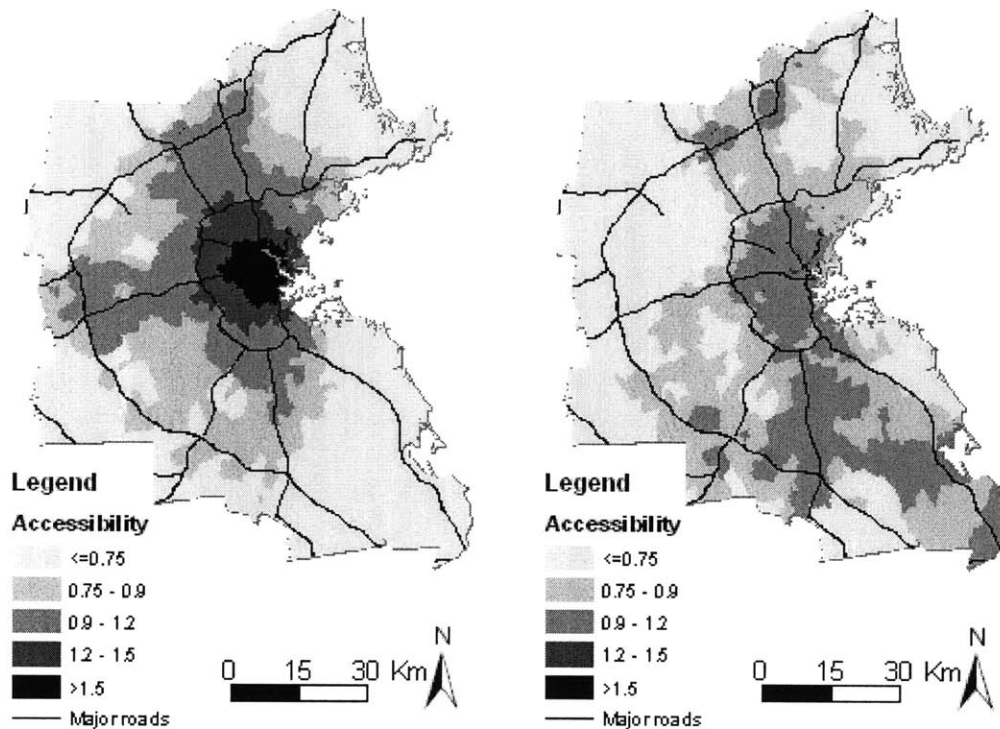 Legend
Accessibility
<=0.75
0.75 - 0.9
0.9 - 1.2
1.2 - 1.5
>1.5
Major roads
0 15 30 Km
N
Legend
Accessibility
<=0.75
0.75 - 0.9
0.9 - 1.2
1.2 - 1.5
>1.5
Major roads
0 15 30 Km
N